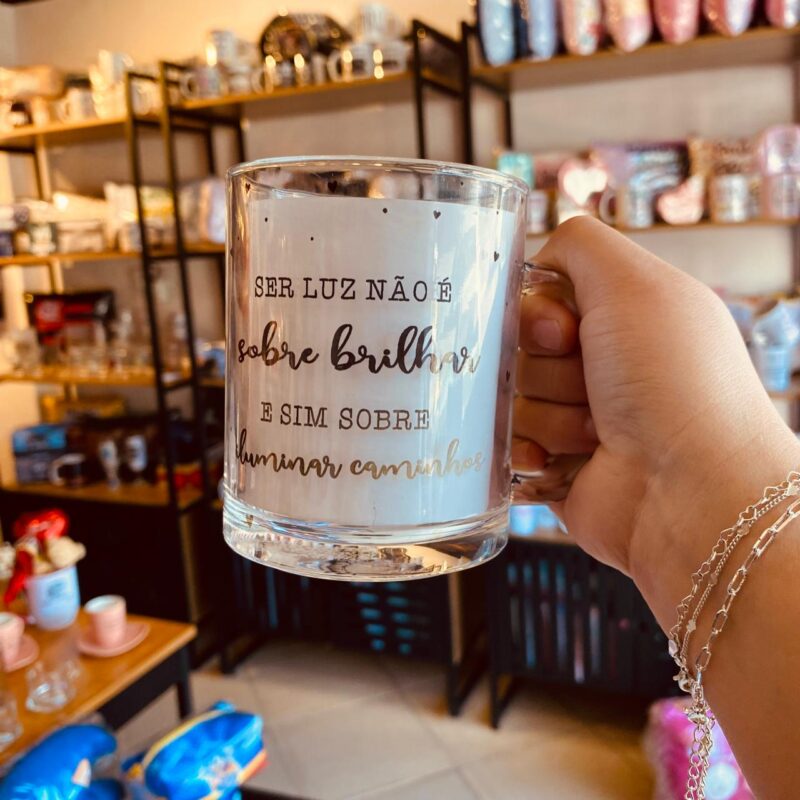 SER LUZ NÃO É
sobre brilhar
E SIM SOBRE
iluminar caminhos